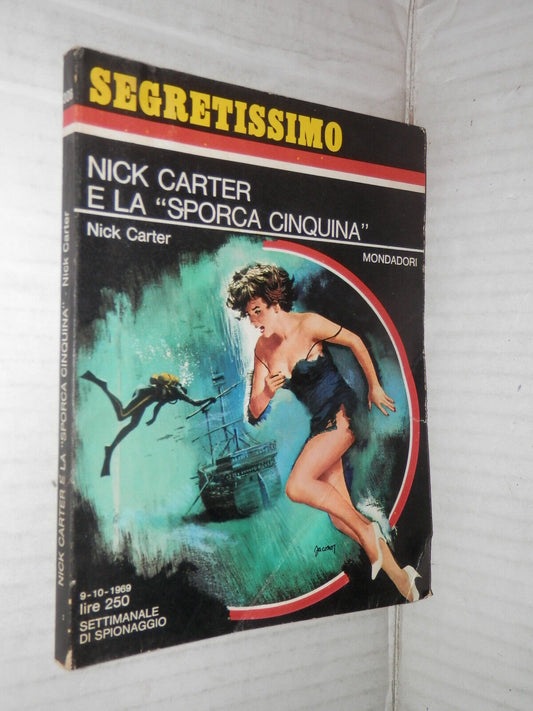 SEGRETISSIMO
NICK CARTER
E LA "SPORCA CINQUINA"
Nick Carter
MONDADORI
9-10-1969
lire 250
SETTIMANALE
DI SPIONAGGIO
NICK CARTER E LA "SPORCA CINQUINA" Nick Carter